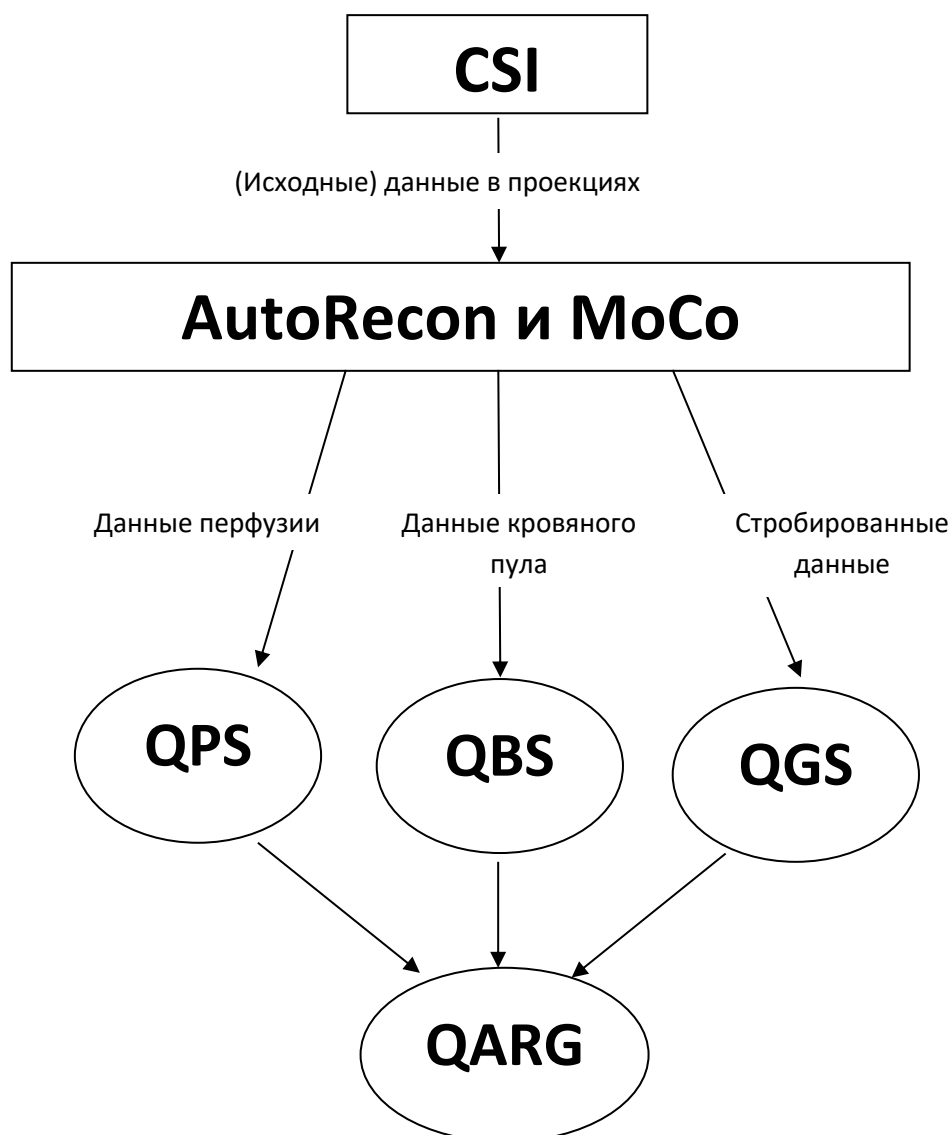 CSI
(Исходные) данные в проекциях
AutoRecon и MoCo
Данные перфузии
Данные кровяного
пула
Стробированные
данные
QPS
QBS
QGS
QARG